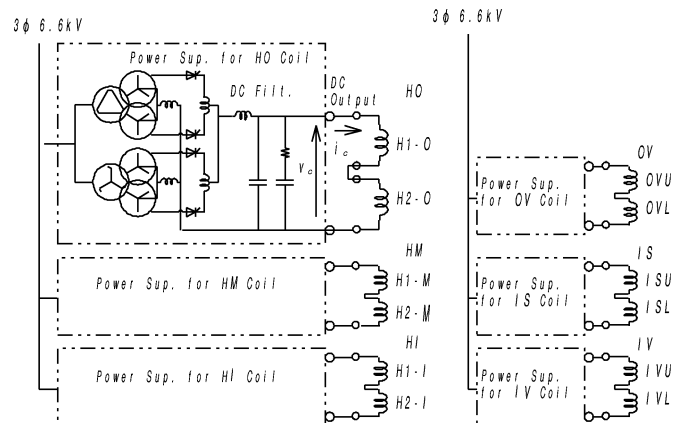 3ϕ 6.6kV
Power Sup. for HO Coil
DC Filt.
DC
Output
HO
i_c
v_c
H1-O
H2-O
HM
Power Sup. for HM Coil
H1-M
H2-M
HI
Power Sup. for HI Coil
H1-I
H2-I
3ϕ 6.6kV
OV
Power Sup.
for OV Coil
OVU
OVL
IS
Power Sup.
for IS Coil
ISU
ISL
IV
Power Sup.
for IV Coil
IVU
IVL